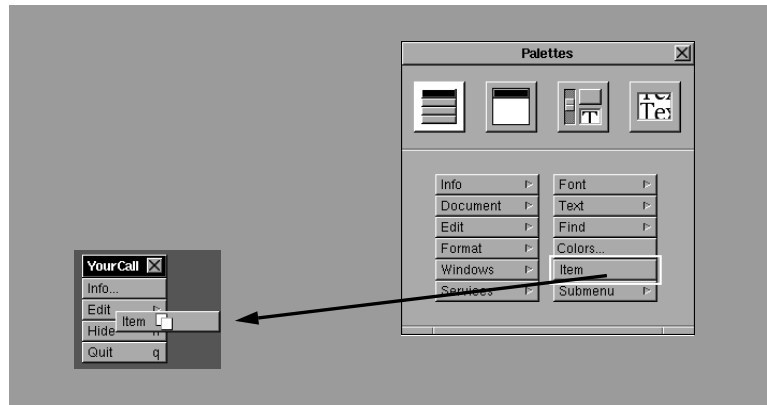 Palettes
Info
Font
Document
Text
Edit
Find
Format
Colors...
Windows
Item
Services
Submenu
YourCall
Info...
Edit
Item
Hide
Quit q